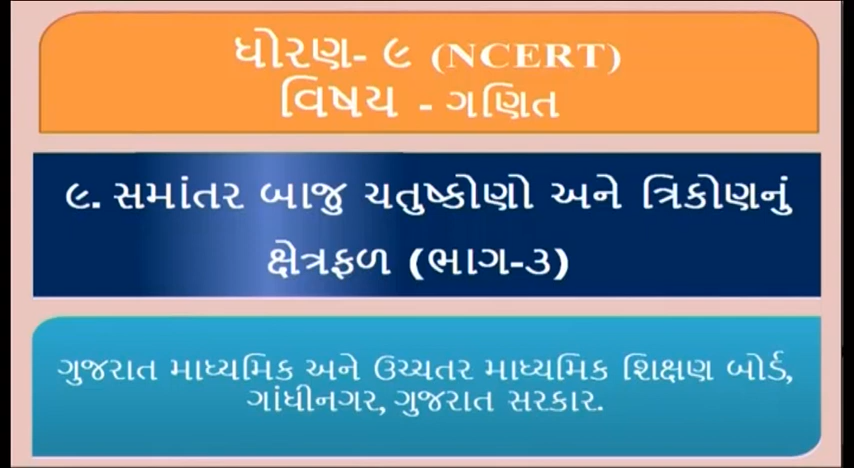 ધોરણ- ૯ (NCERT)
વિષય - ગણિત
૯. સમાંતર બાજુ ચતુષ્કોણો અને ત્રિકોણનું
ક્ષેત્રફળ (ભાગ-૩)
ગુજરાત માધ્યમિક અને ઉચ્ચતર માધ્યમિક શિક્ષણ બોર્ડ,
ગાંધીનગર, ગુજરાત સરકાર.